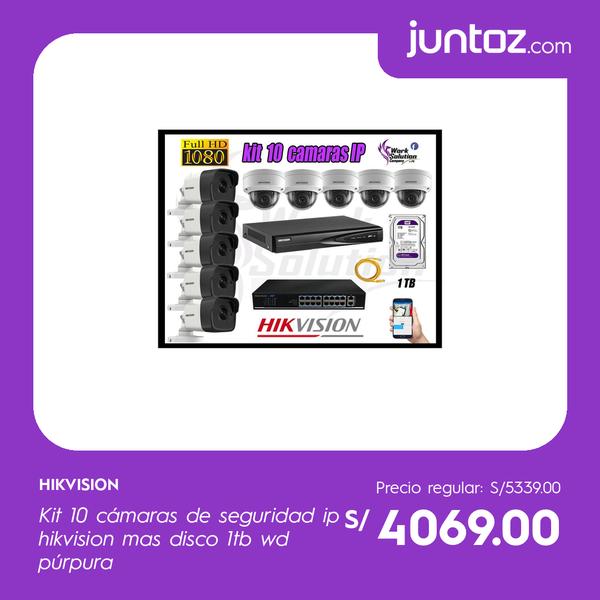 juntoz.com
Full HD
1080
kit 10 camaras IP
Work
Solution
Company
1 TB
HIKVISION
HIKVISION
Precio regular: S/5339.00
Kit 10 cámaras de seguridad ip
hikvision mas disco 1tb wd
púrpura
S/ 4069.00